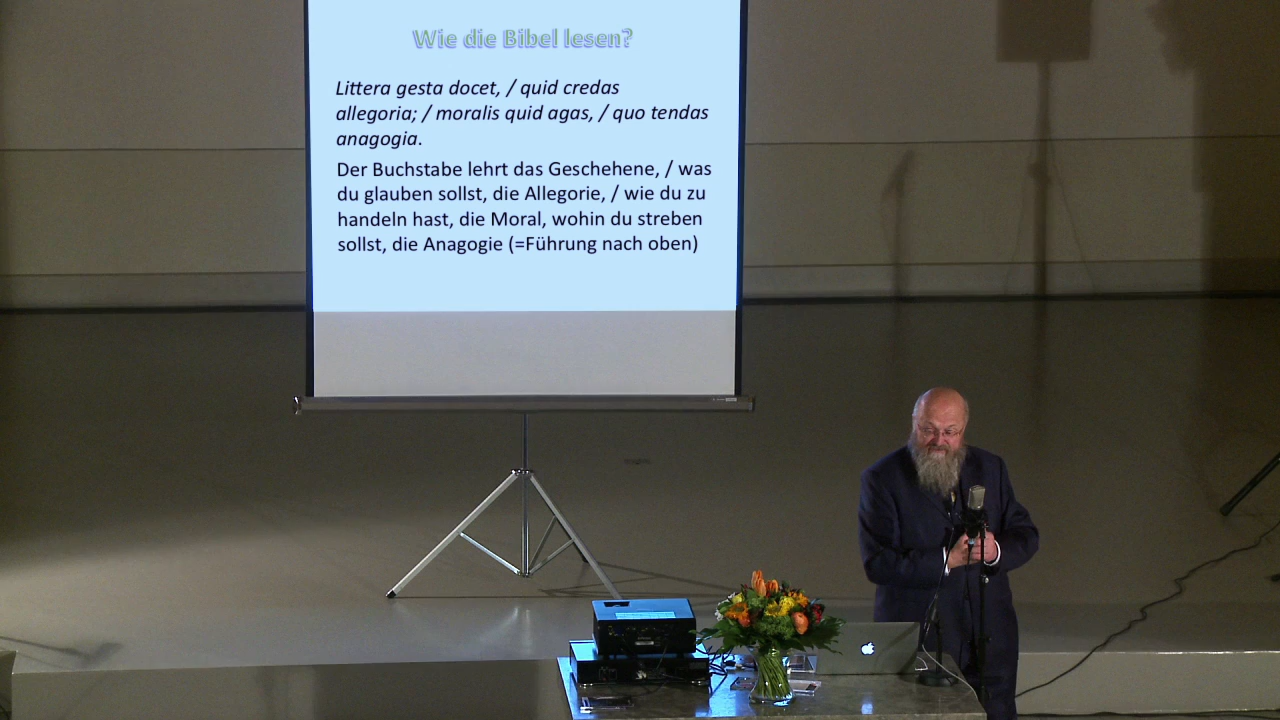 Wie die Bibel lesen?
Littera gesta docet, / quid credas
allegoria; / moralis quid agas, / quo tendas
anagogia.
Der Buchstabe lehrt das Geschehene, / was
du glauben sollst, die Allegorie, / wie du zu
handeln hast, die Moral, wohin du streben
sollst, die Anagogie (=Führung nach oben)